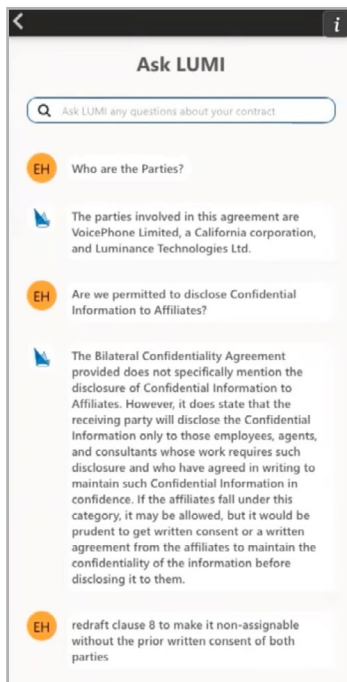 i
Ask LUMI
Ask LUMI any questions about your contract
EH
Who are the Parties?
The parties involved in this agreement are
VoicePhone Limited, a California corporation,
and Luminance Technologies Ltd.
EH
Are we permitted to disclose Confidential
Information to Affiliates?
The Bilateral Confidentiality Agreement
provided does not specifically mention the
disclosure of Confidential Information to
Affiliates. However, it does state that the
receiving party will disclose the Confidential
Information only to those employees, agents,
and consultants whose work requires such
disclosure and who have agreed in writing to
maintain such Confidential Information in
confidence. If the affiliates fall under this
category, it may be allowed, but it would be
prudent to get written consent or a written
agreement from the affiliates to maintain the
confidentiality of the information before
disclosing it to them.
EH
redraft clause 8 to make it non-assignable
without the prior written consent of both
parties